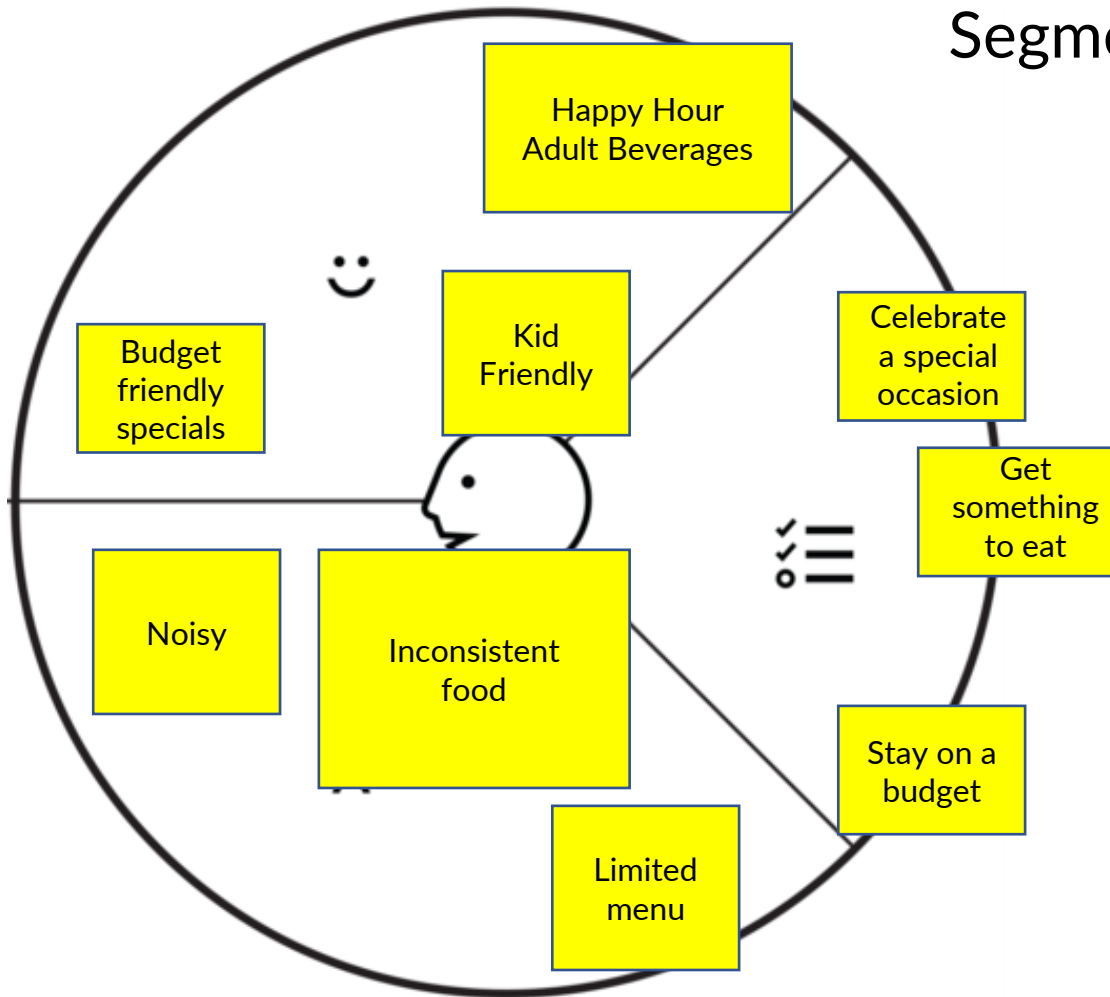 Segm
Happy Hour
Adult Beverages
Kid
Friendly
Budget
friendly
specials
Celebrate
a special
occasion
Get
something
to eat
Noisy
Inconsistent
food
Stay on a
budget
Limited
menu